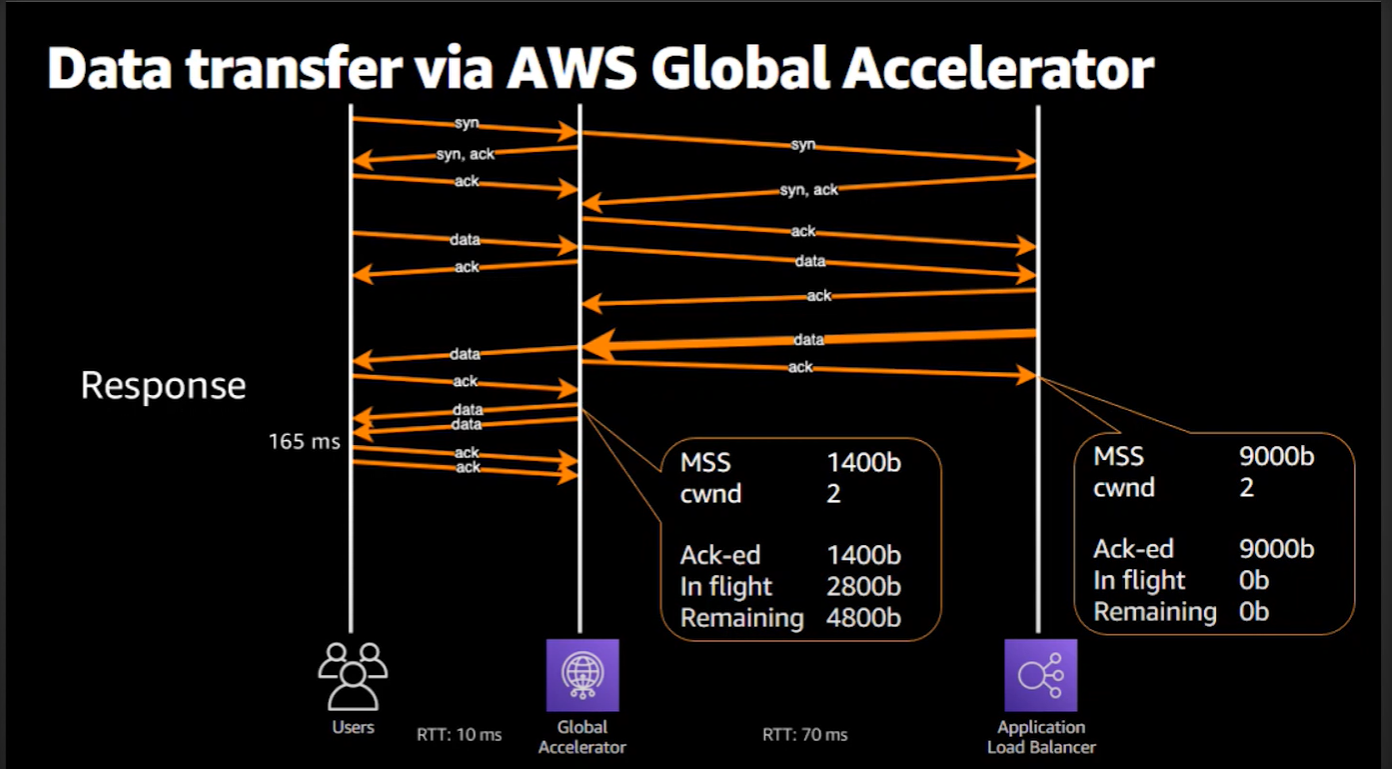 Data transfer via AWS Global Accelerator
syn
syn
syn, ack
ack
syn, ack
ack
data
data
ack
ack
data
data
ack
ack
Response
data
data
165 ms
ack
ack
MSS 1400b
cwnd 2
Ack-ed 1400b
In flight 2800b
Remaining 4800b
MSS 9000b
cwnd 2
Ack-ed 9000b
In flight 0b
Remaining 0b
Users
RTT: 10 ms
Global
Accelerator
RTT: 70 ms
Application
Load Balancer